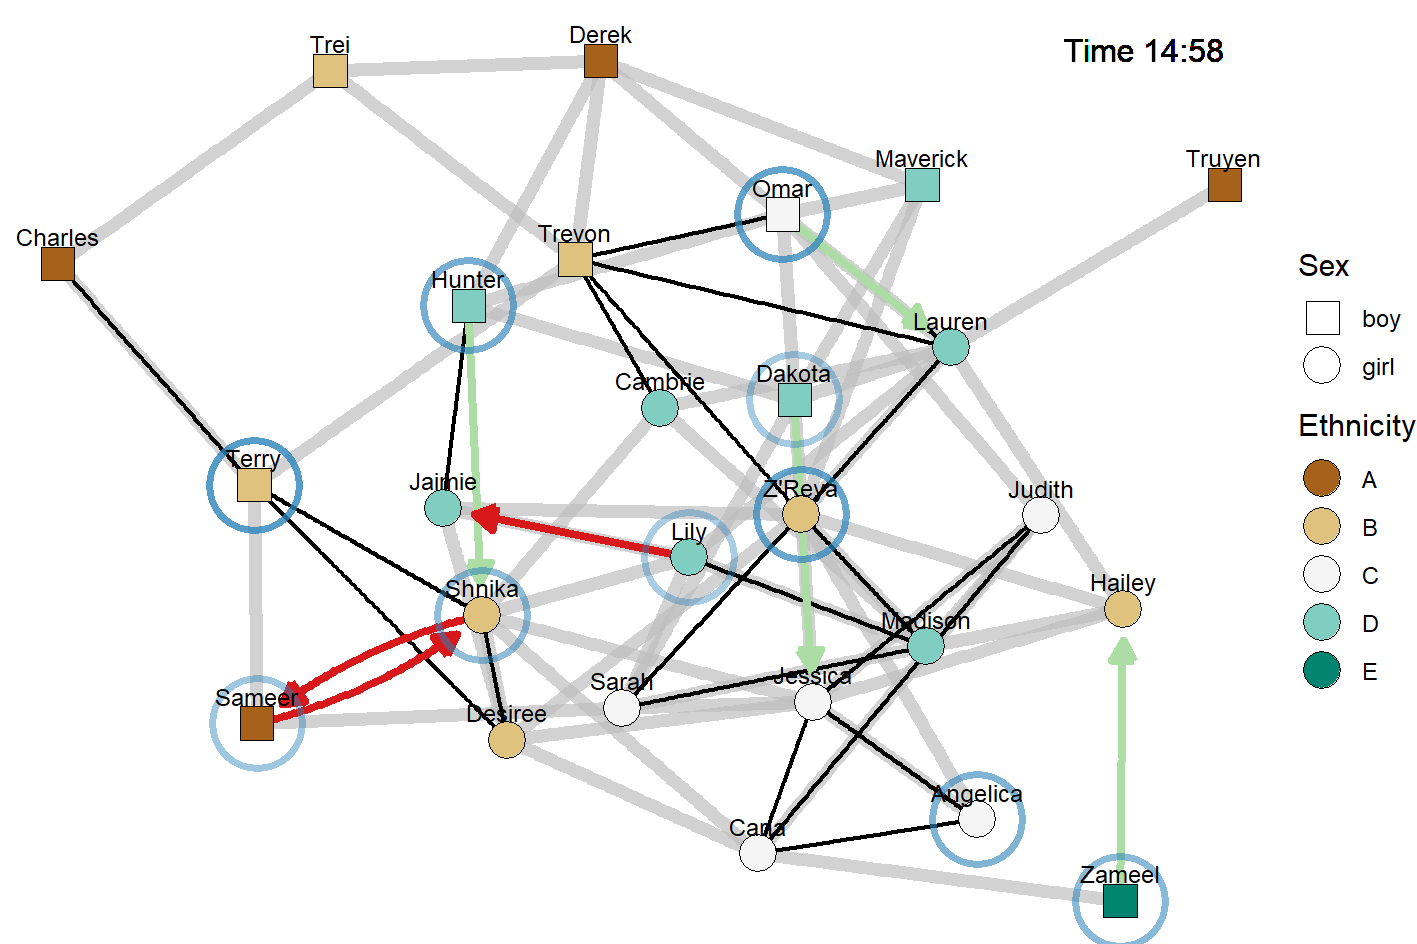 Trei
Derek
Time 14:58
Maverick
Truyen
Omar
Charles
Trevon
Hunter
Lauren
Cambrie
Dakota
Terry
Jaimie
Z'Reya
Judith
Lily
Shnika
Hailey
Madison
Sameer
Sarah
Jessica
Desiree
Angelica
Cana
Zameel
Sex
boy
girl
Ethnicity
A
B
C
D
E